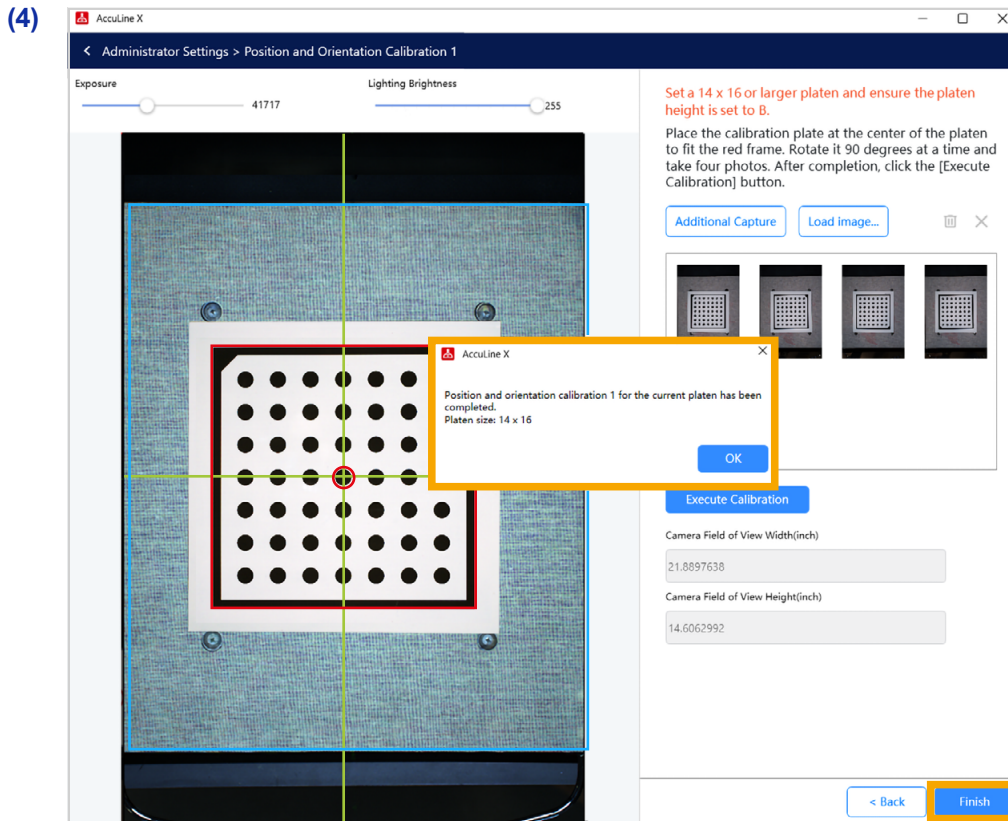 (4)
AccuLine X
Administrator Settings > Position and Orientation Calibration 1
Exposure
41717
Lighting Brightness
255
Set a 14 x 16 or larger platen and ensure the platen
height is set to B.
Place the calibration plate at the center of the platen
to fit the red frame. Rotate it 90 degrees at a time and
take four photos. After completion, click the [Execute
Calibration] button.
Additional Capture
Load image...
AccuLine X
Position and orientation calibration 1 for the current platen has been
completed.
Platen size: 14 x 16
OK
Execute Calibration
Camera Field of View Width(inch)
21.8897638
Camera Field of View Height(inch)
14.6062992
< Back
Finish